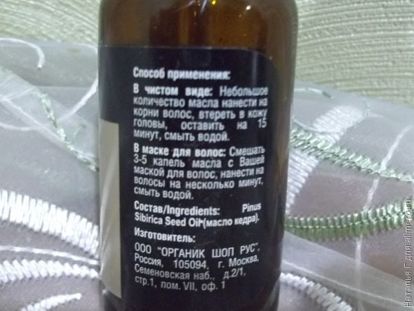 Способ применения:
В чистом виде: Небольшое
количество масла нанести на
корни волос, втереть в кожу
головы, оставить на 15
минут, смыть водой.
В маске для волос: Смешать
3-5 капель масла с Вашей
маской для волос, нанести на
волосы на несколько минут,
смыть водой.
Состав/Ingredients: Pinus
Sibirica Seed Oil*(масло кедра).
Изготовитель:
ООО "ОРГАНИК ШОП РУС".
Россия, 105094, г. Москва,
Семеновская наб., д.2/1,
стр.1, пом. VII, оф. 1